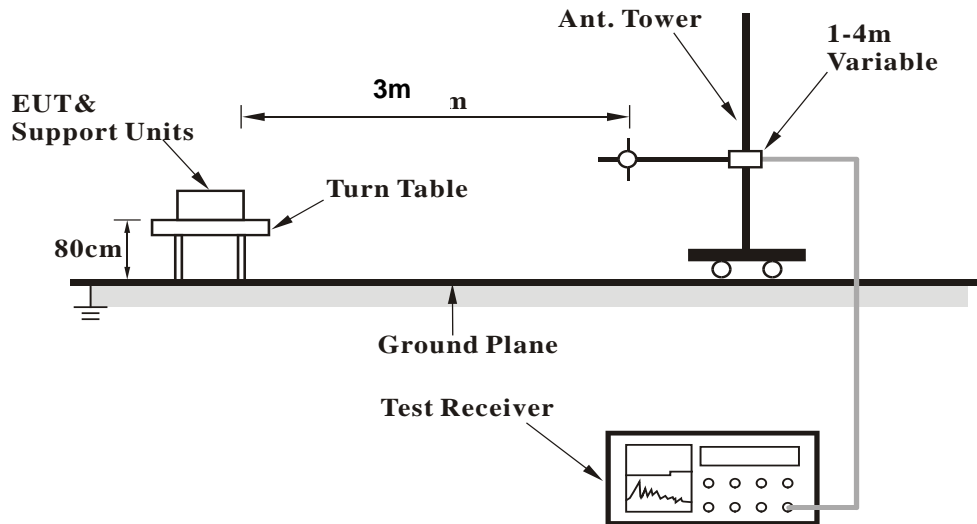 Ant. Tower
1-4m
Variable
3m
EUT&
Support Units
Turn Table
80cm
Ground Plane
Test Receiver